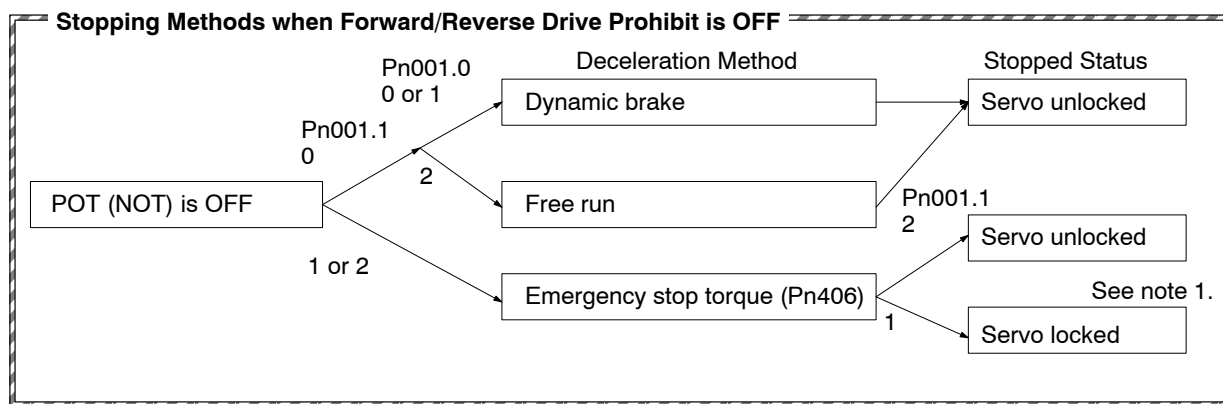 Stopping Methods when Forward/Reverse Drive Prohibit is OFF
Deceleration Method
Stopped Status
Pn001.0
0 or 1
Dynamic brake
Servo unlocked
Pn001.1
0
2
POT (NOT) is OFF
Free run
Pn001.1
2
Servo unlocked
1 or 2
Emergency stop torque (Pn406)
See note 1.
1
Servo locked